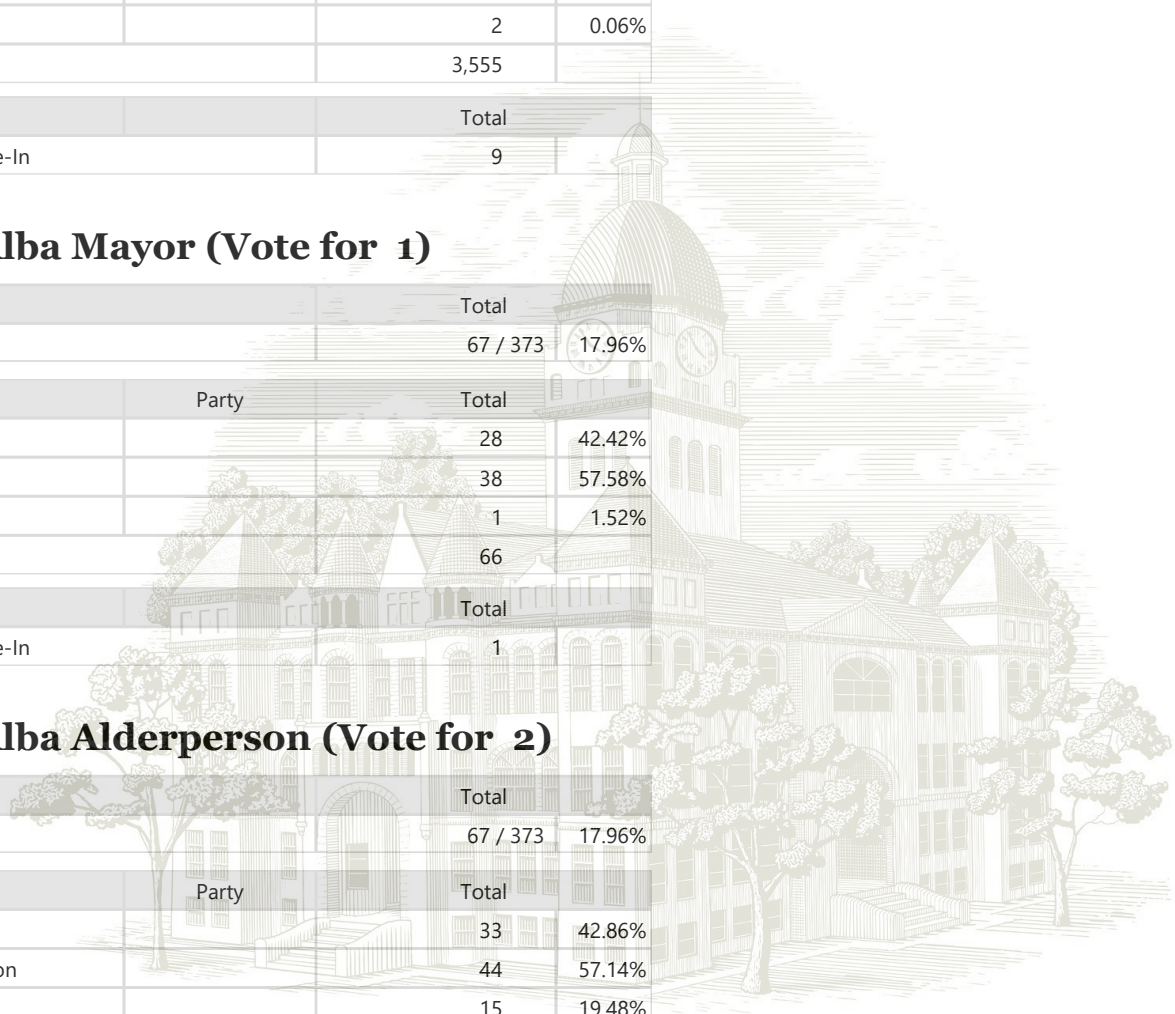 2 0.06%
3,555
Total
e-In 9
lba Mayor (Vote for 1)
Total
67 / 373 17.96%
Party Total
28 42.42%
38 57.58%
1 1.52%
66
Total
e-In 1
lba Alderperson (Vote for 2)
Total
67 / 373 17.96%
Party Total
33 42.86%
on 44 57.14%
15 19.48%